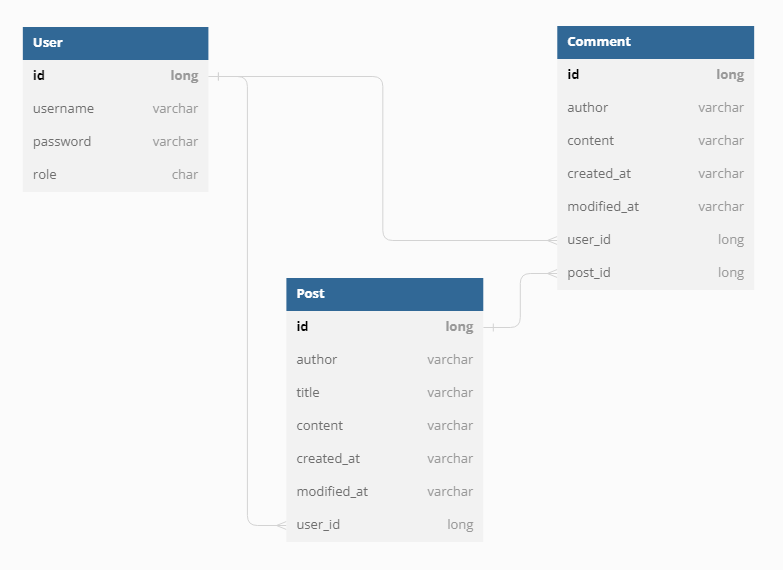 User
id long
username varchar
password varchar
role char
Comment
id long
author varchar
content varchar
created_at varchar
modified_at varchar
user_id long
post_id long
Post
id long
author varchar
title varchar
content varchar
created_at varchar
modified_at varchar
user_id long